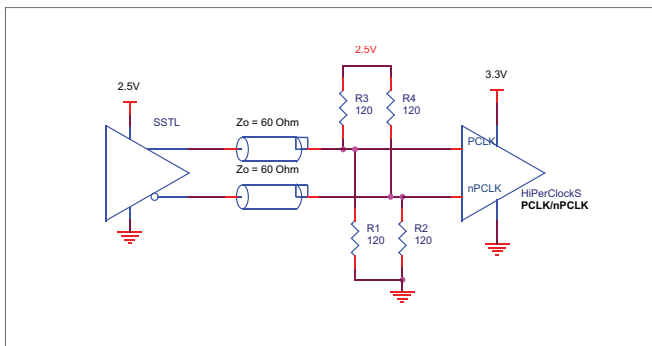 2.5V
3.3V
2.5V
SSTL
Zo = 60 Ohm
R3
120
R4
120
PCLK
Zo = 60 Ohm
nPCLK
HiPerClockS
PCLK/nPCLK
R1
120
R2
120